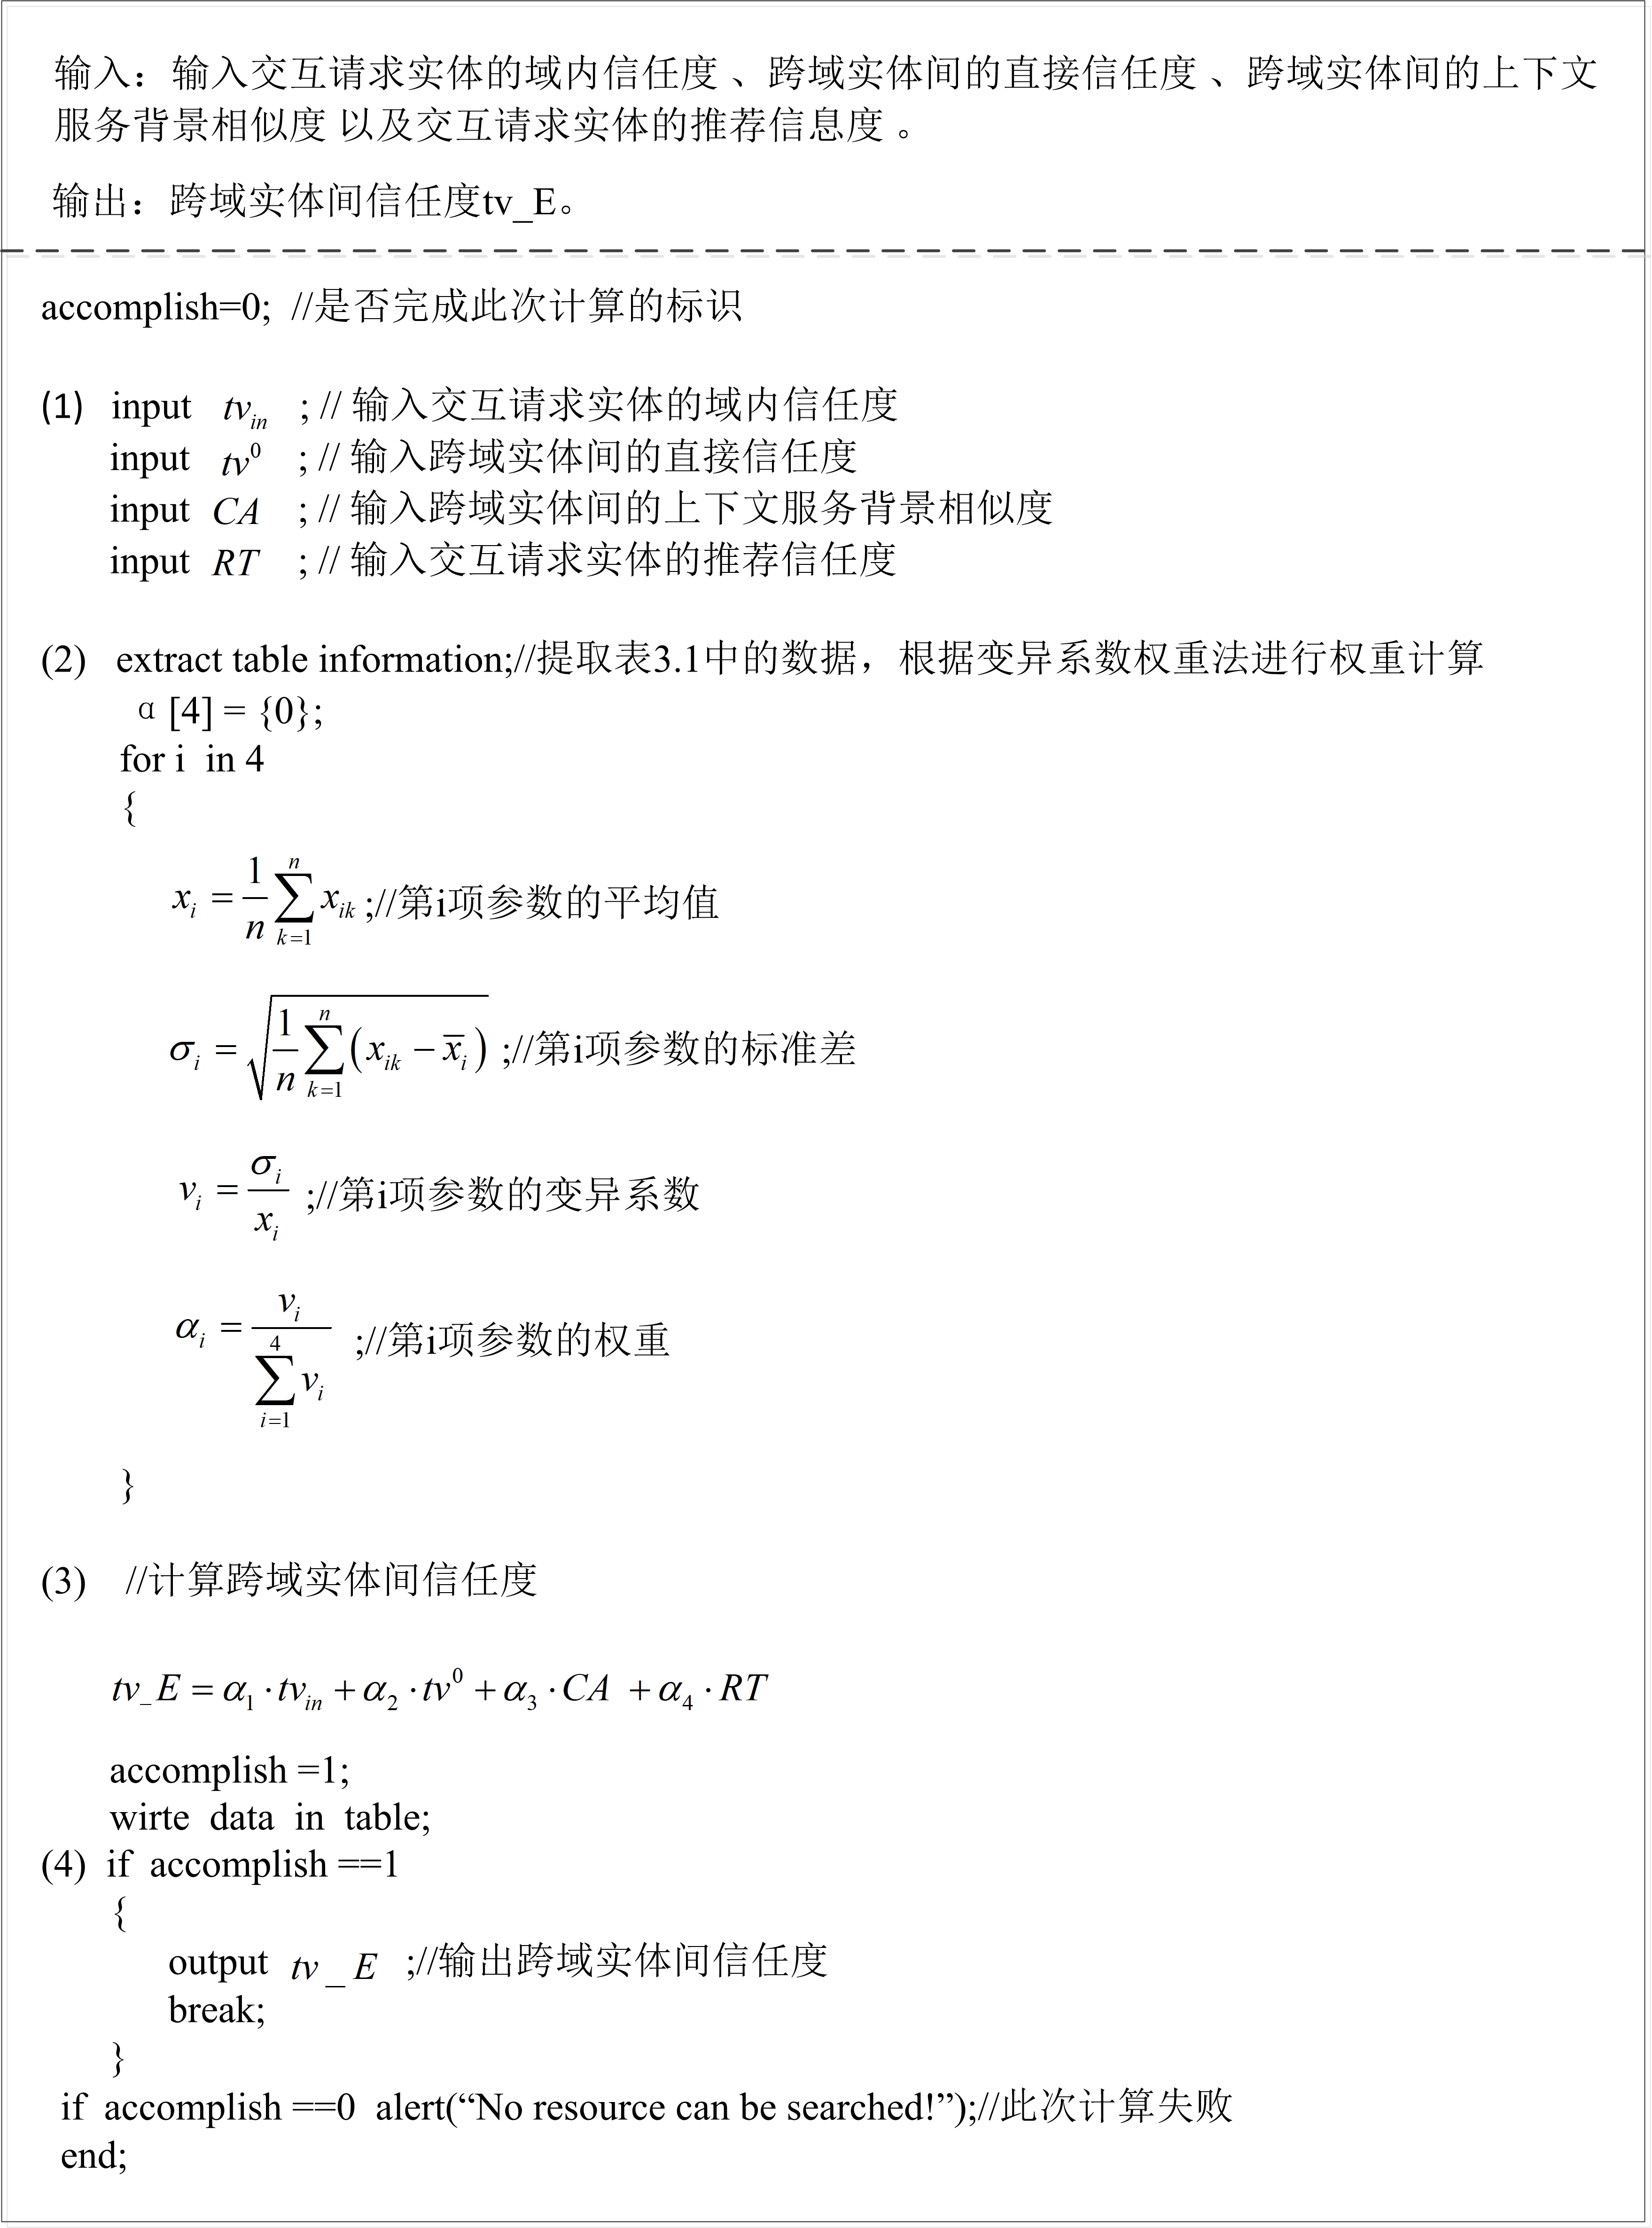 输入：输入交互请求实体的域内信任度 、跨域实体间的直接信任度 、跨域实体间的上下文
服务背景相似度 以及交互请求实体的推荐信息度 。
输出：跨域实体间信任度tv_E。
accomplish=0;  //是否完成此次计算的标识
(1)  input  tv_{in}  ; // 输入交互请求实体的域内信任度
input  tv^0  ; // 输入跨域实体间的直接信任度
input  CA  ; // 输入跨域实体间的上下文服务背景相似度
input  RT  ; // 输入交互请求实体的推荐信任度
(2)  extract table information;//提取表3.1中的数据，根据变异系数权重法进行权重计算
α [4] = {0};
for i  in 4
{
x_i = \frac{1}{n}\sum_{k=1}^{n} x_{ik} ;//第i项参数的平均值
σ_i = \sqrt{\frac{1}{n}\sum_{k=1}^{n}(x_{ik} − \overline{x}_i)} ;//第i项参数的标准差
v_i = \frac{σ_i}{x_i} ;//第i项参数的变异系数
α_i = \frac{v_i}{\sum_{i=1}^{4} v_i} ;//第i项参数的权重
}
(3)  //计算跨域实体间信任度
tv_E = α_1 · tv_{in} + α_2 · tv^0 + α_3 · CA + α_4 · RT
accomplish =1;
wirte  data  in  table;
(4)  if  accomplish ==1
{
output  tv _ E  ;//输出跨域实体间信任度
break;
}
if  accomplish ==0  alert(“No resource can be searched!”);//此次计算失败
end;